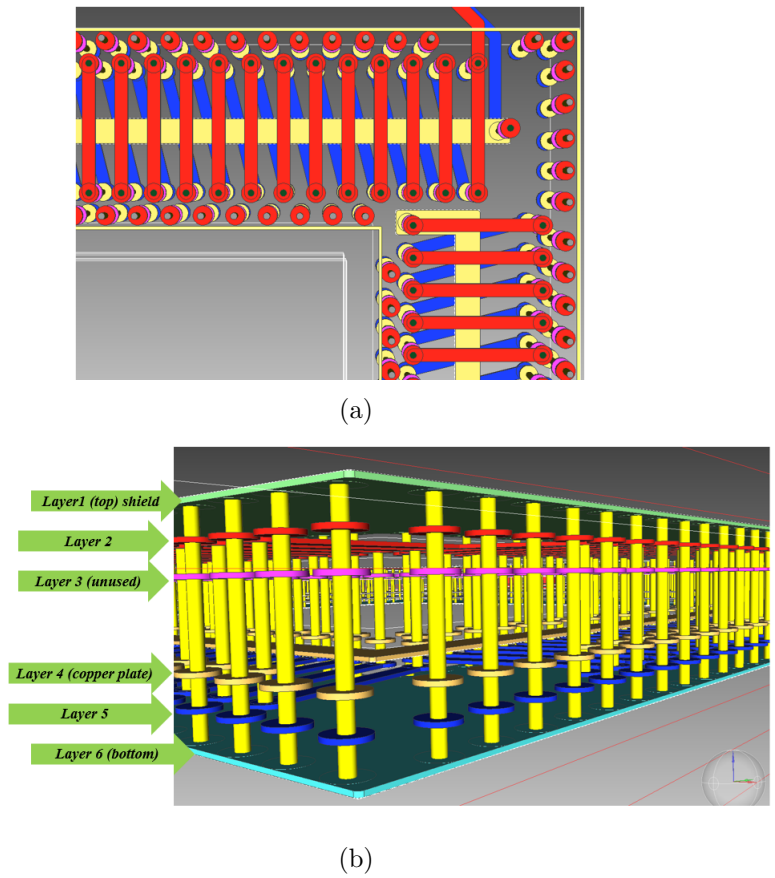 (a)
Layer1 (top) shield
Layer 2
Layer 3 (unused)
Layer 4 (copper plate)
Layer 5
Layer 6 (bottom)
(b)